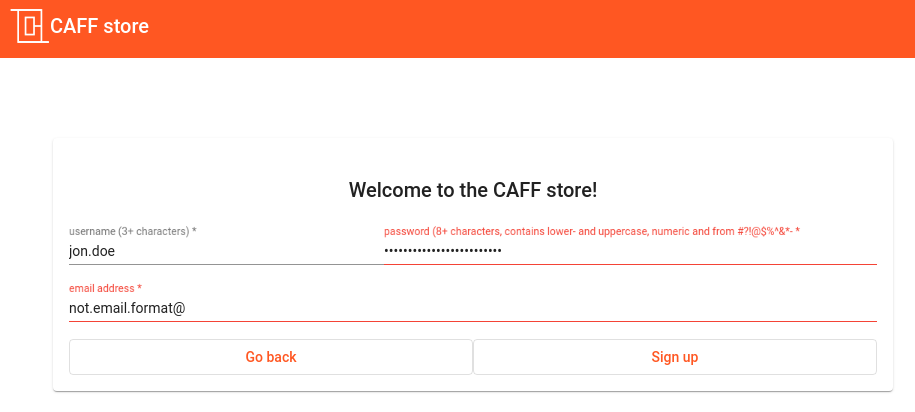 CAFF store
Welcome to the CAFF store!
username (3+ characters) *
password (8+ characters, contains lower- and uppercase, numeric and from #?!@$%^&*- *
jon.doe
•••••••••••••••••••••••••
email address *
not.email.format@
Go back
Sign up